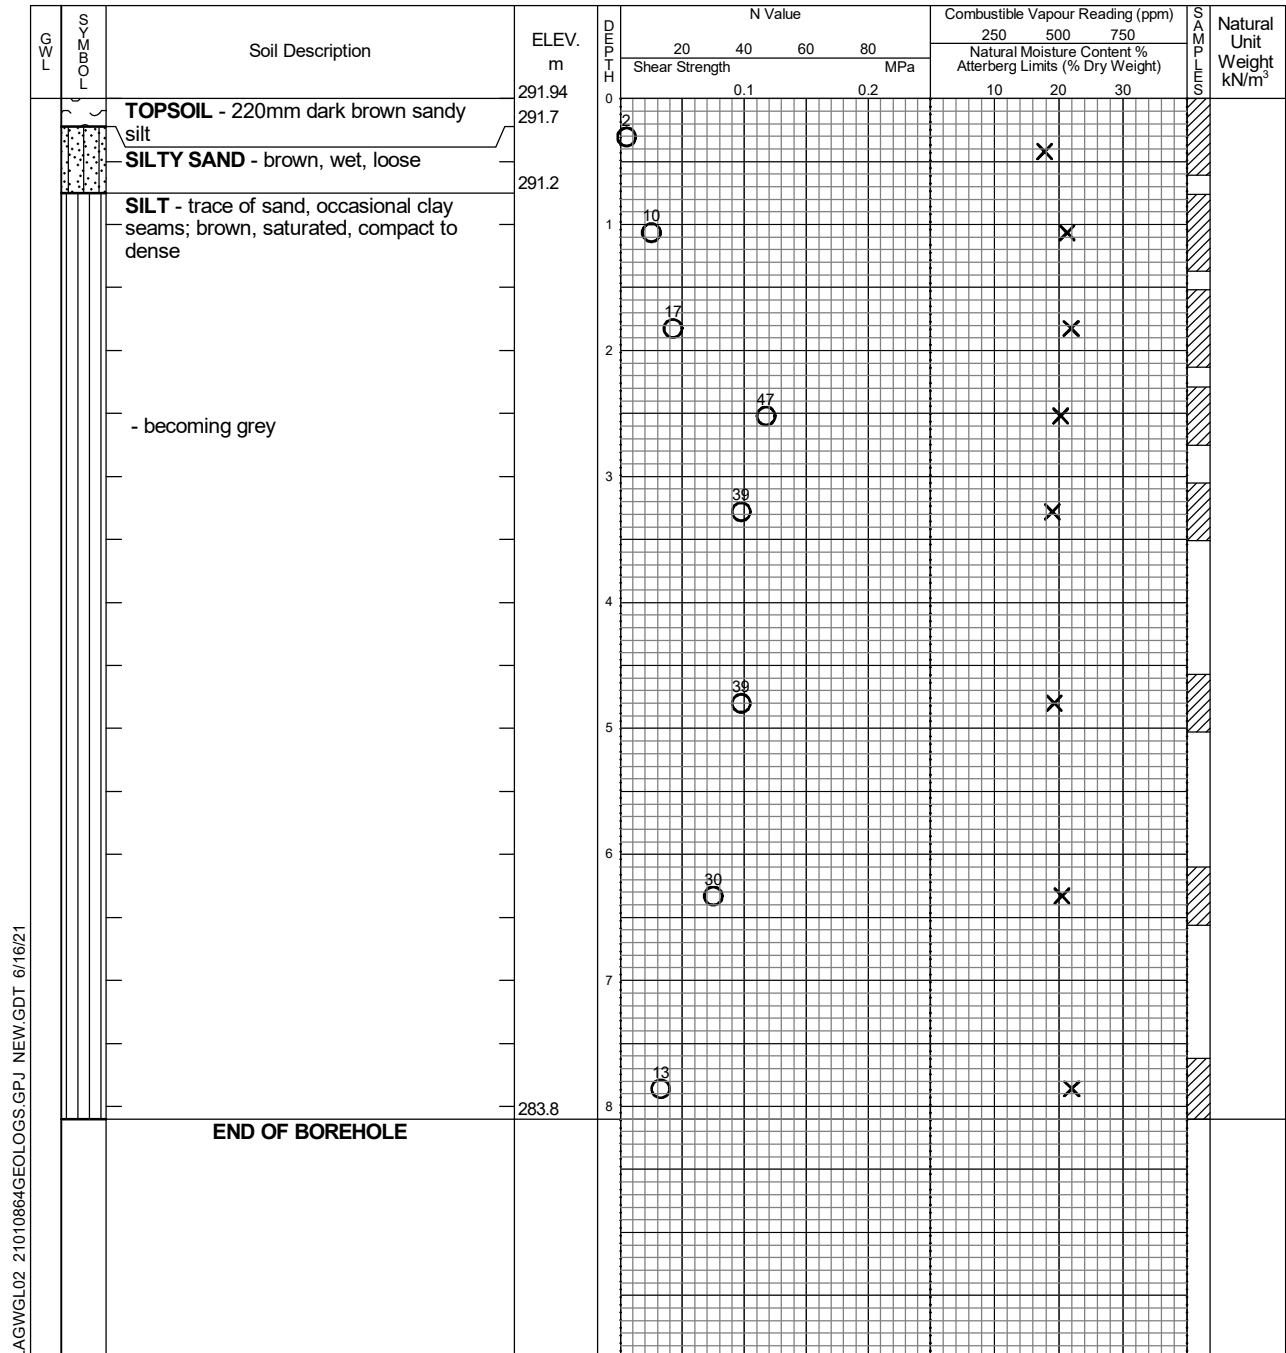 GWL
SYMBOL
Soil Description
ELEV.
m
DEPTH
N Value
20 40 60 80
Shear Strength MPa
0.1 0.2
Combustible Vapour Reading (ppm)
250 500 750
Natural Moisture Content %
Atterberg Limits (% Dry Weight)
10 20 30
SAMPLES
Natural
Unit
Weight
kN/m³
291.94
0
TOPSOIL - 220mm dark brown sandy
silt
291.7
2
SILTY SAND - brown, wet, loose
291.2
SILT - trace of sand, occasional clay
seams; brown, saturated, compact to
dense
10
1
17
2
47
- becoming grey
3
39
4
39
5
6
30
7
13
283.8
8
END OF BOREHOLE
AGWGL02 21010864GEOLOGS.GPJ NEW.GDT 6/16/21